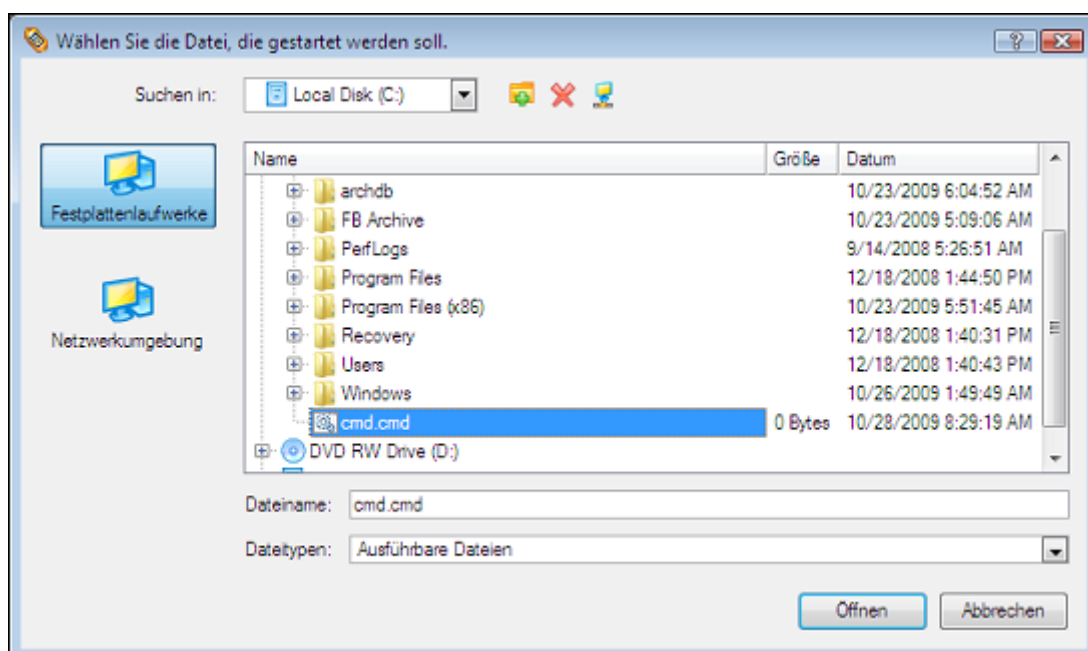 Wählen Sie die Datei, die gestartet werden soll.
Suchen in: Local Disk (C:)
Festplattenlaufwerke
Netzwerkumgebung
Name Größe Datum
archdb 10/23/2009 6:04:52 AM
FB Archive 10/23/2009 5:09:06 AM
PerfLogs 9/14/2008 5:26:51 AM
Program Files 12/18/2008 1:44:50 PM
Program Files (x86) 10/23/2009 5:51:45 AM
Recovery 12/18/2008 1:40:31 PM
Users 12/18/2008 1:40:43 PM
Windows 10/26/2009 1:49:49 AM
cmd.cmd 0 Bytes 10/28/2009 8:29:19 AM
DVD RW Drive (D:)
Dateiname: cmd.cmd
Dateitypen: Ausführbare Dateien
Öffnen Abbrechen